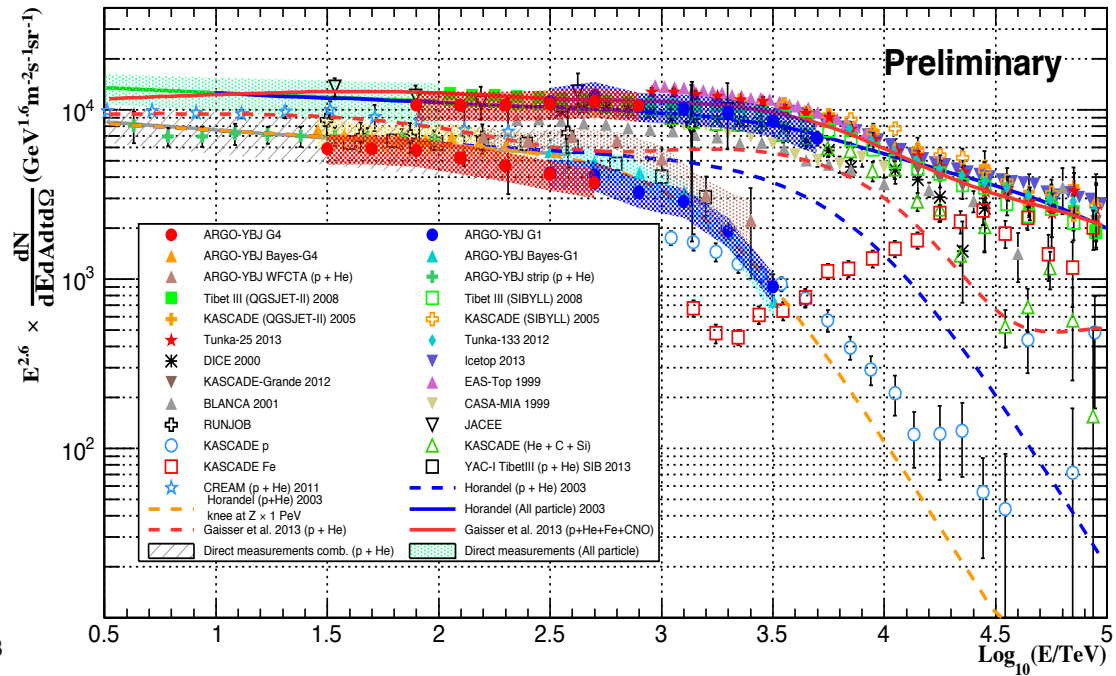 Preliminary
E^2.6 × dN/dEdAdtdΩ (GeV^1.6 m^-2 s^-1 sr^-1)
10^4
10^3
10^2
ARGO-YBJ G4
ARGO-YBJ G1
ARGO-YBJ Bayes-G4
ARGO-YBJ Bayes-G1
ARGO-YBJ WFCTA (p + He)
ARGO-YBJ strip (p + He)
Tibet III (QGSJET-II) 2008
Tibet III (SIBYLL) 2008
KASCADE (QGSJET-II) 2005
KASCADE (SIBYLL) 2005
Tunka-25 2013
Tunka-133 2012
DICE 2000
Icetop 2013
KASCADE-Grande 2012
EAS-Top 1999
BLANCA 2001
CASA-MIA 1999
RUNJOB
JACEE
KASCADE p
KASCADE (He + C + Si)
KASCADE Fe
YAC-I TibetIII (p + He) SIB 2013
CREAM (p + He) 2011
Horandel (p + He) 2003
Horandel (p+He) 2003
knee at Z × 1 PeV
Horandel (All particle) 2003
Gaisser et al. 2013 (p + He)
Gaisser et al. 2013 (p+He+Fe+CNO)
Direct measurements comb. (p + He)
Direct measurements (All particle)
0.5 1 1.5 2 2.5 3 3.5 4 4.5 5
Log10(E/TeV)